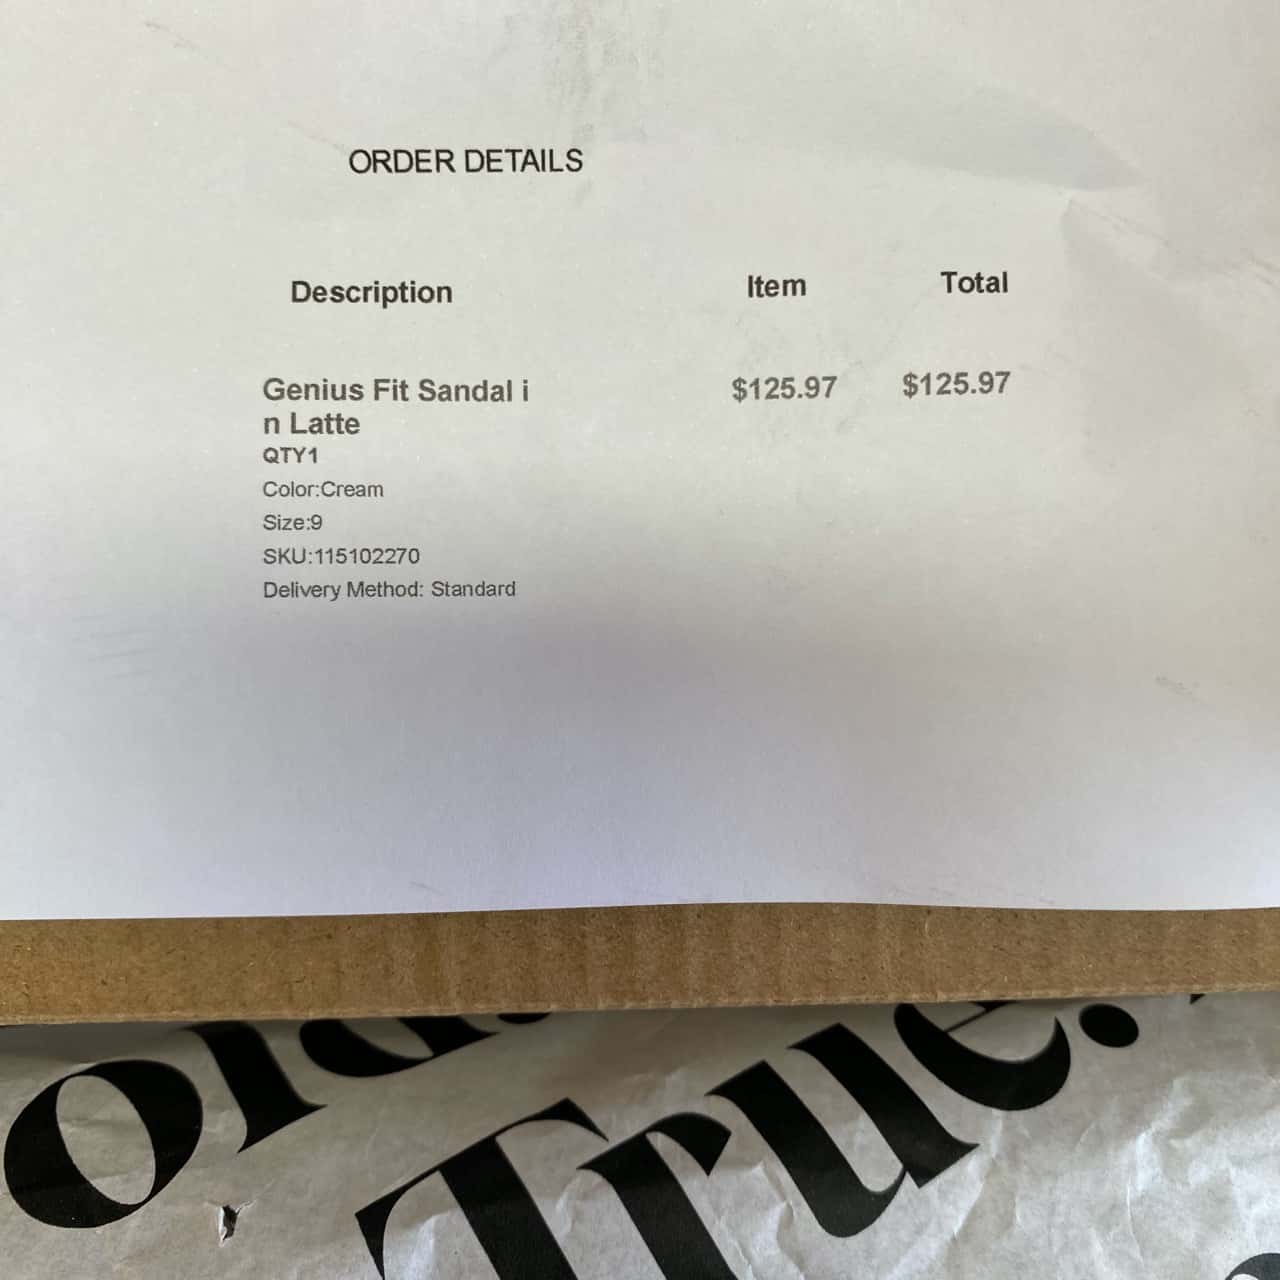 ORDER DETAILS
Description Item Total
Genius Fit Sandal i $125.97 $125.97
n Latte
QTY1
Color:Cream
Size:9
SKU:115102270
Delivery Method: Standard
True.